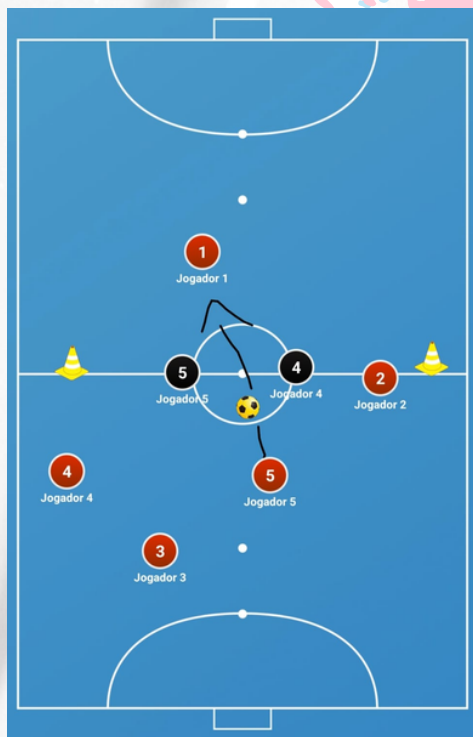 1
Jogador 1
5
Jogador 5
4
Jogador 4
2
Jogador 2
4
Jogador 4
5
Jogador 5
3
Jogador 3